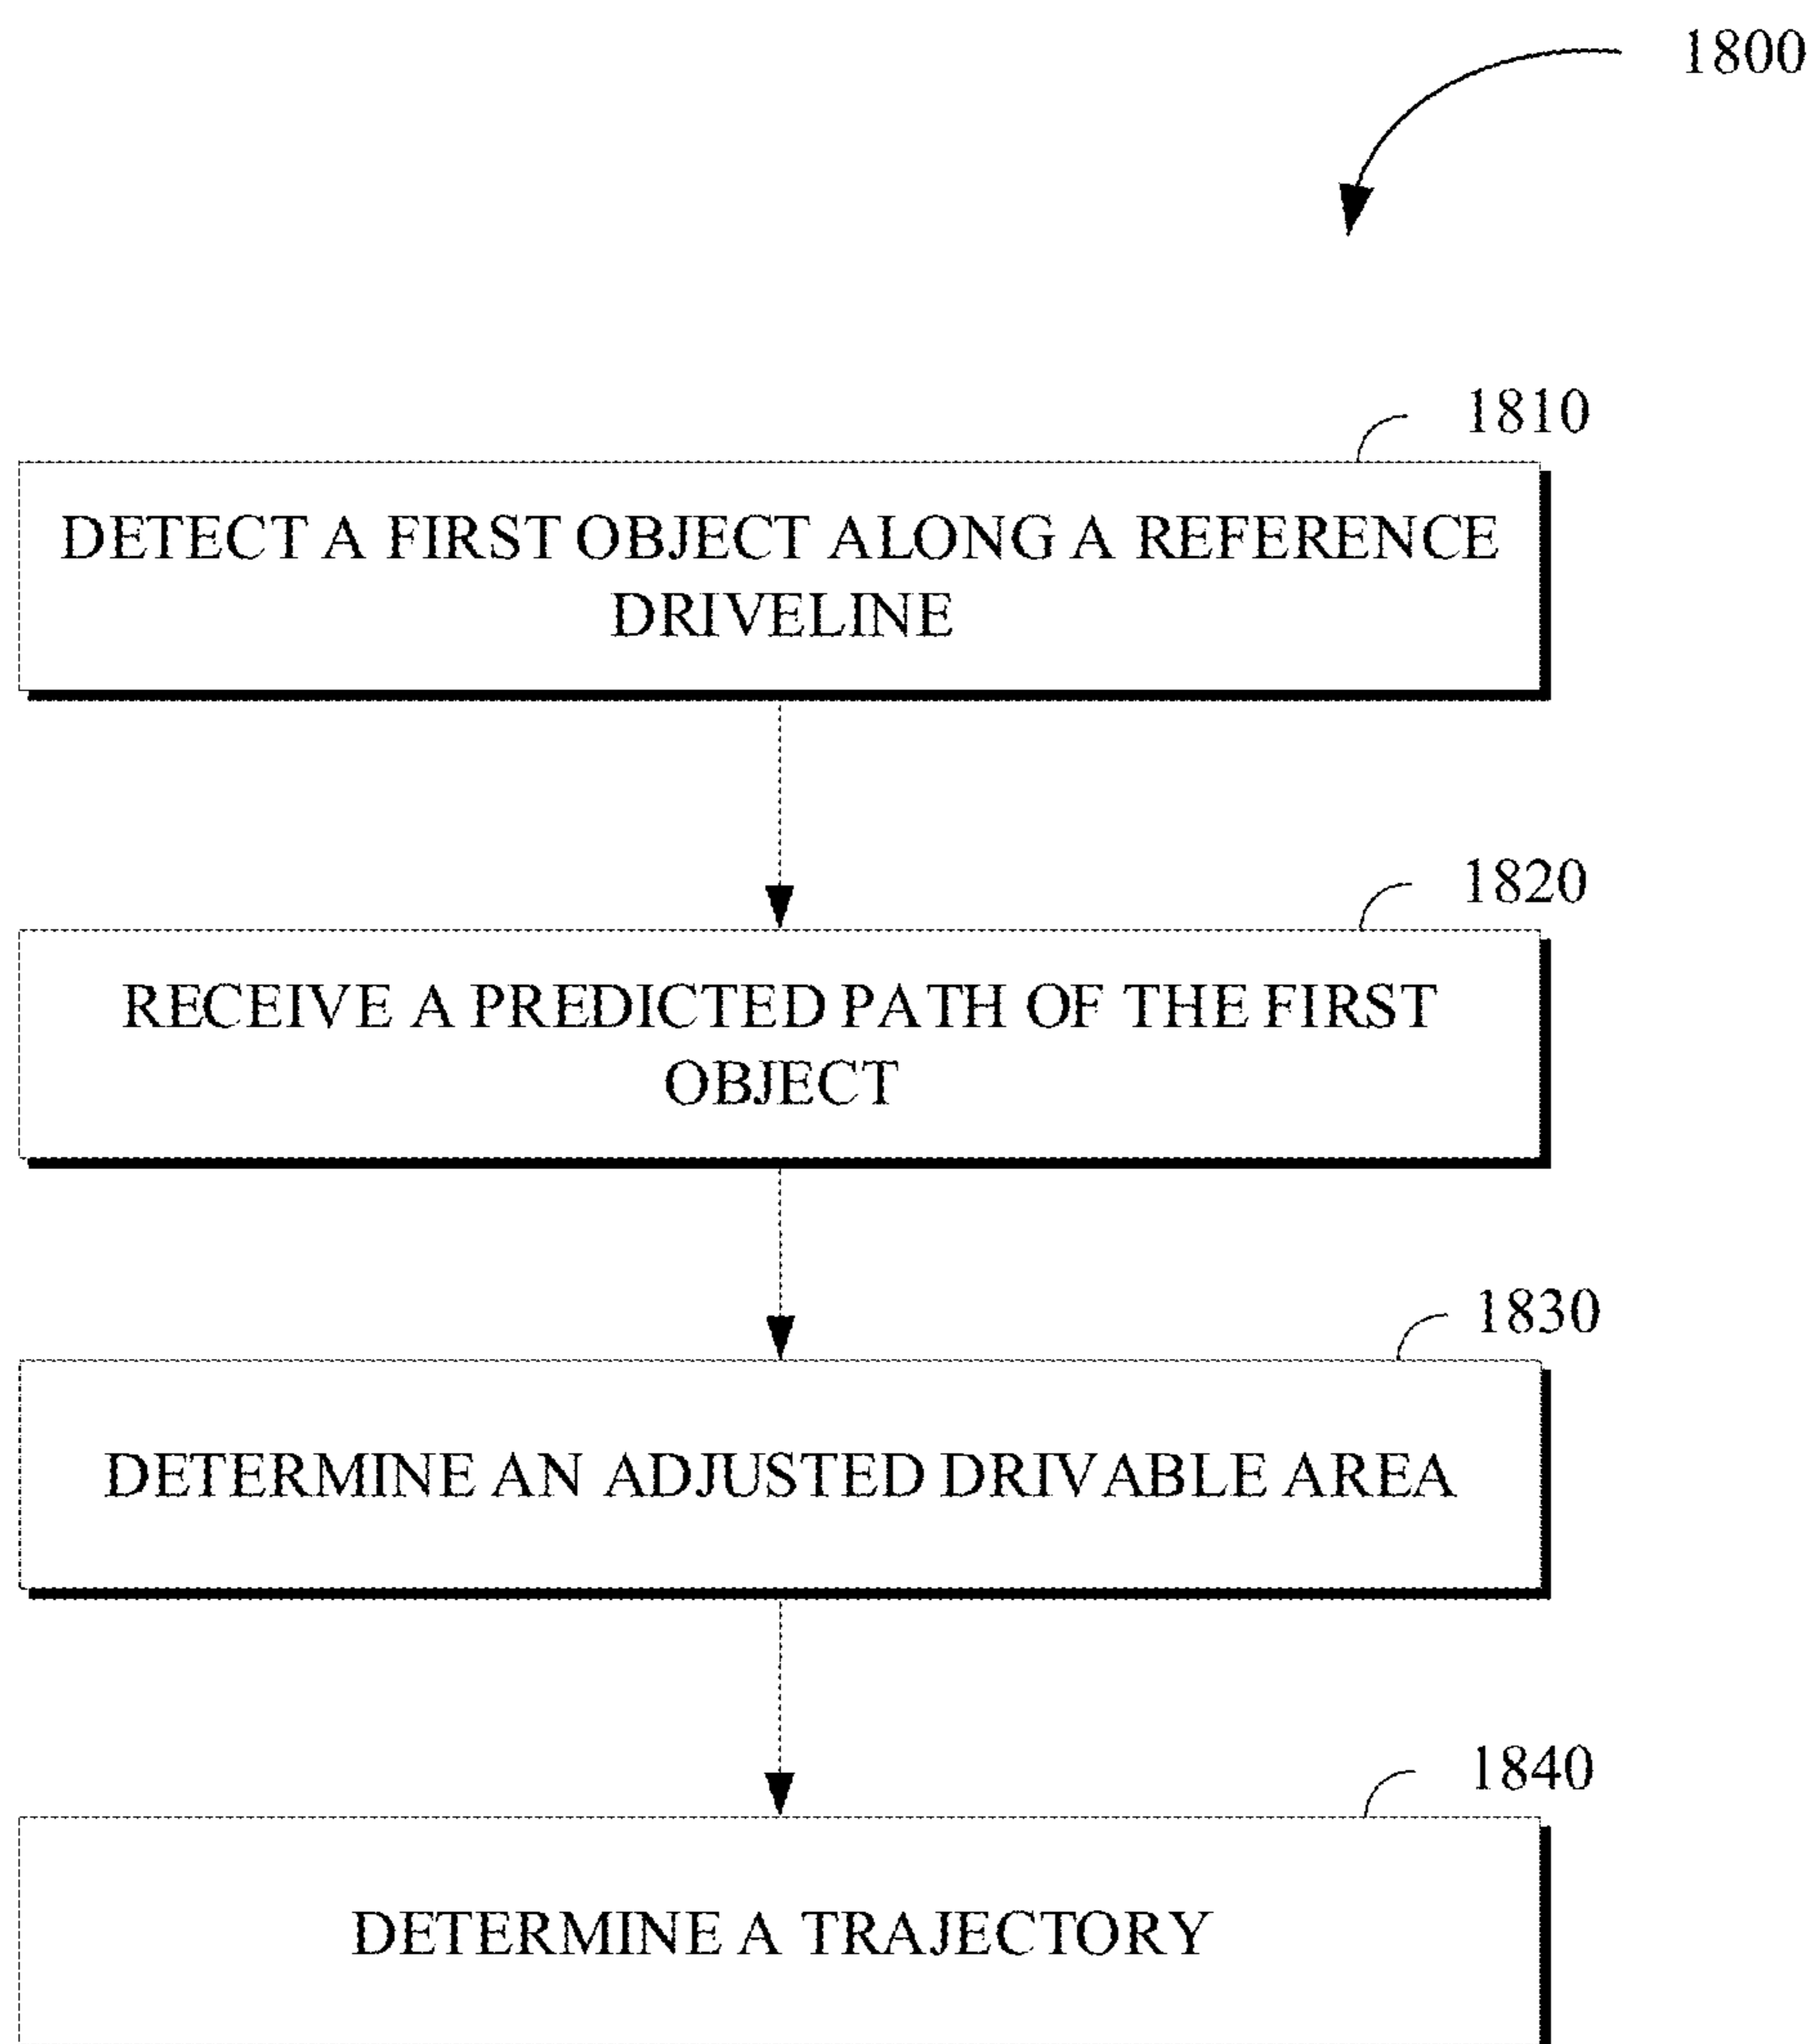 1800
1810
DETECT A FIRST OBJECT ALONG A REFERENCE
DRIVELINE
1820
RECEIVE A PREDICTED PATH OF THE FIRST
OBJECT
1830
DETERMINE AN ADJUSTED DRIVABLE AREA
1840
DETERMINE A TRAJECTORY